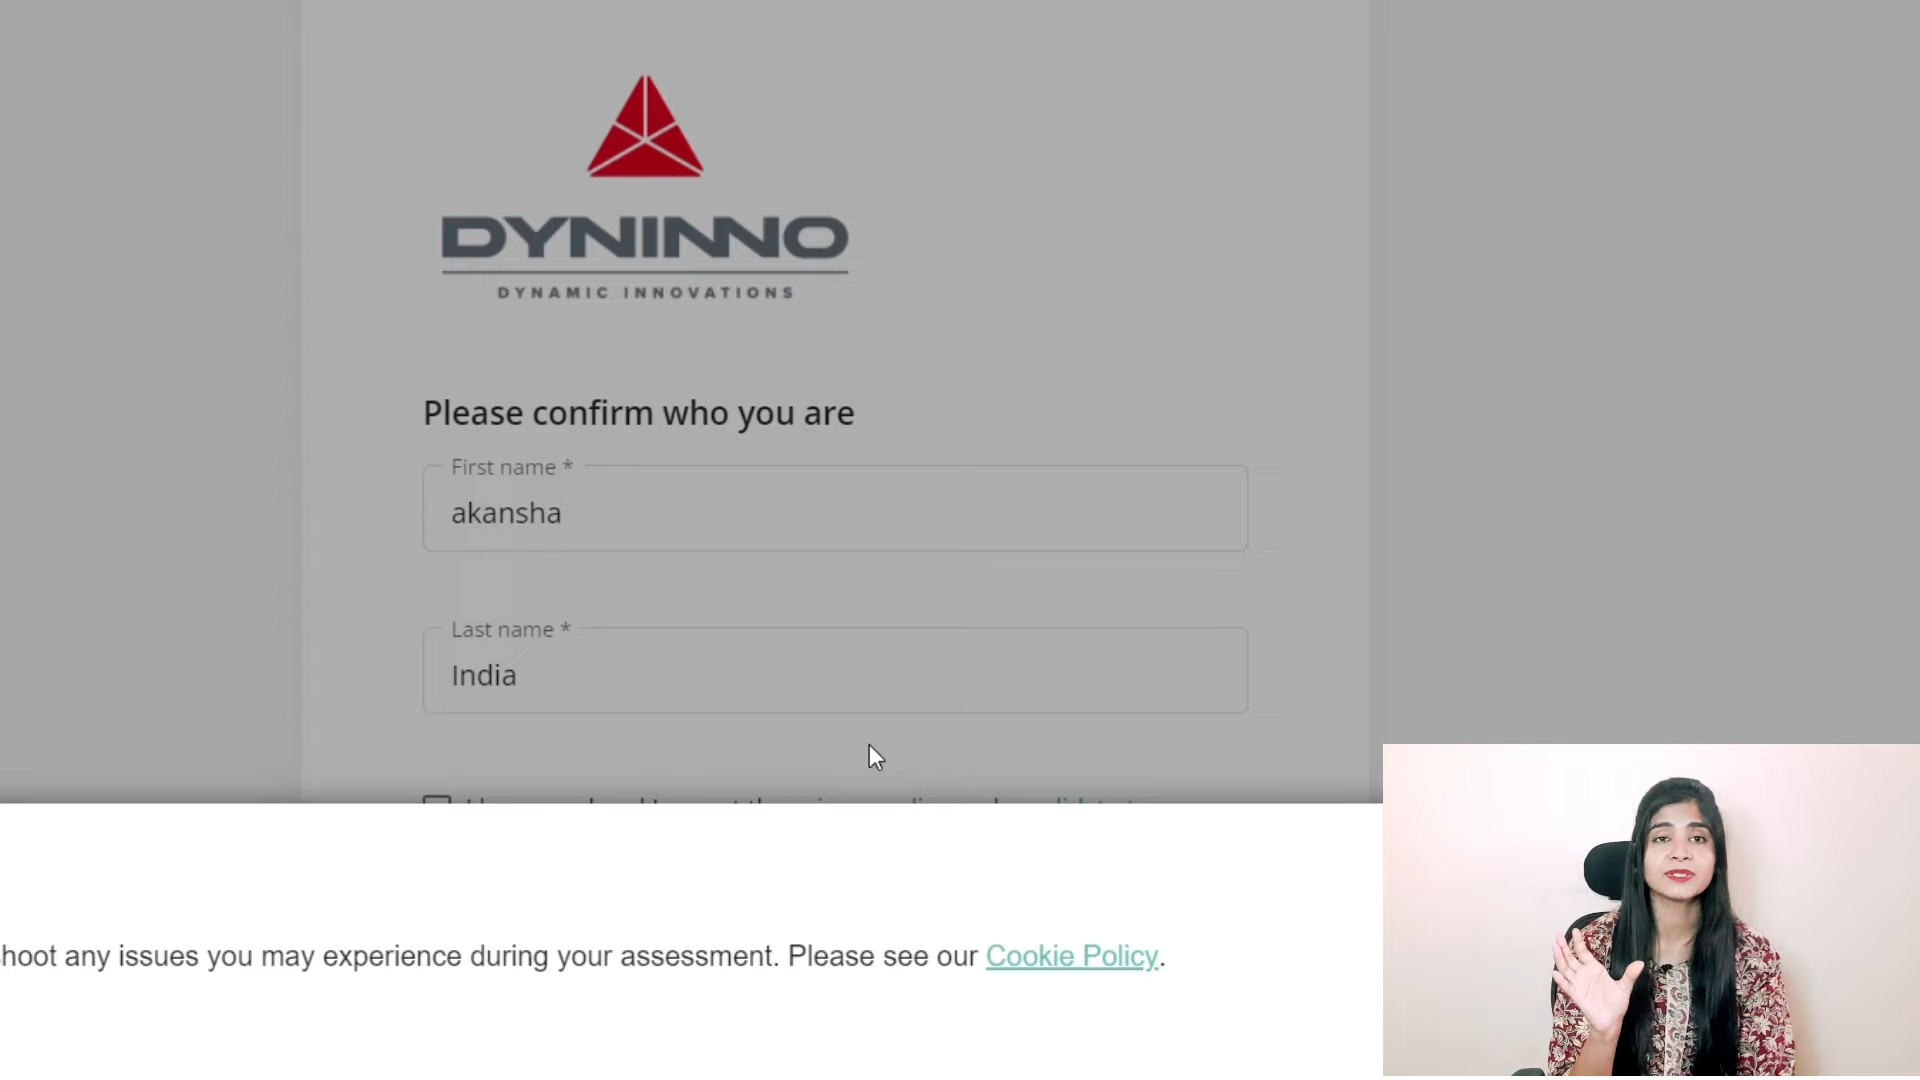 DYNINNO
DYNAMIC INNOVATIONS
Please confirm who you are
First name *
akansha
Last name *
India
hoot any issues you may experience during your assessment. Please see our Cookie Policy.